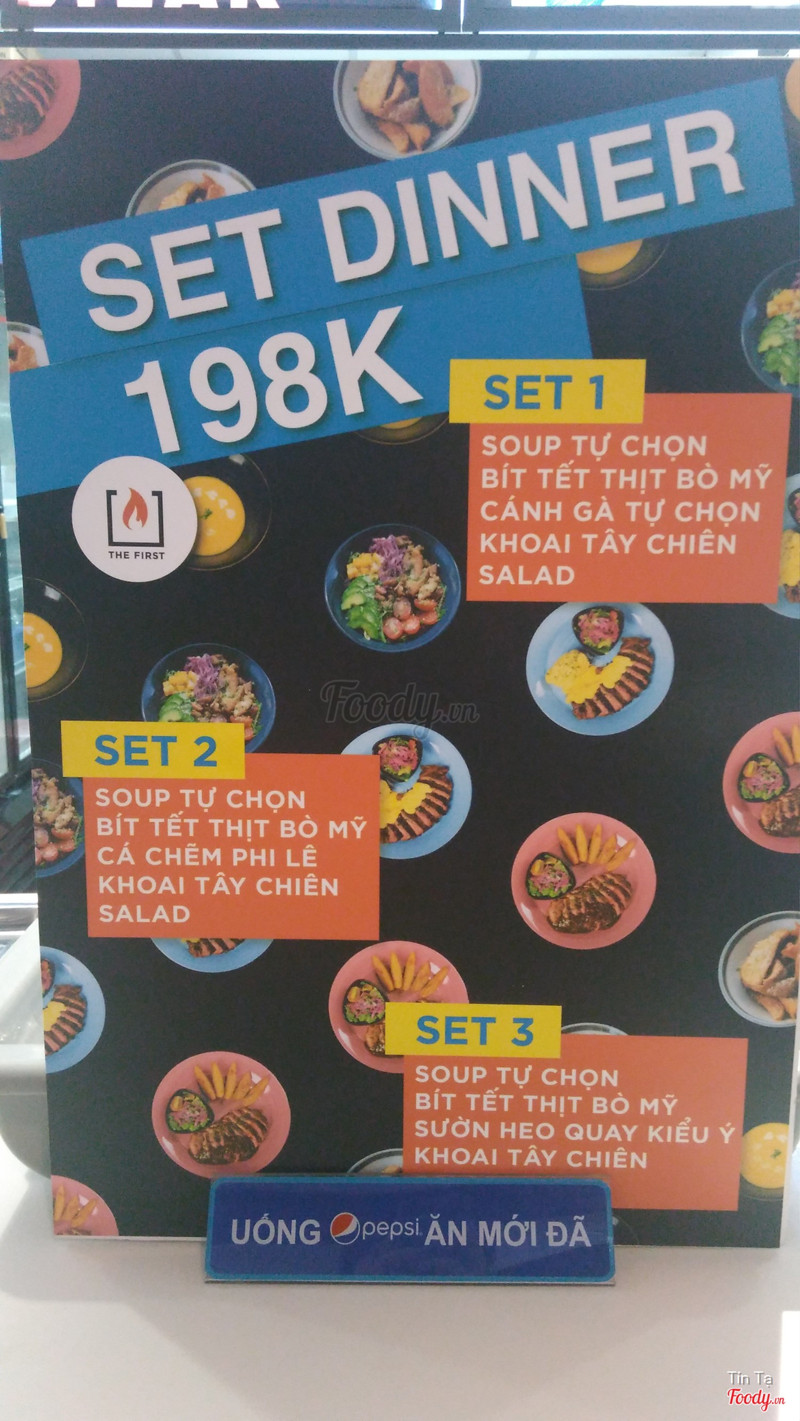 SET DINNER
198K
THE FIRST
SET 1
SOUP TỰ CHỌN
BÍT TẾT THỊT BÒ MỸ
CÁNH GÀ TỰ CHỌN
KHOAI TÂY CHIÊN
SALAD
Foody.vn
SET 2
SOUP TỰ CHỌN
BÍT TẾT THỊT BÒ MỸ
CÁ CHẼM PHI LÊ
KHOAI TÂY CHIÊN
SALAD
SET 3
SOUP TỰ CHỌN
BÍT TẾT THỊT BÒ MỸ
SƯỜN HEO QUAY KIỂU Ý
KHOAI TÂY CHIÊN
UỐNG pepsi ĂN MỚI ĐÃ
Tin Tạ
Foody.vn